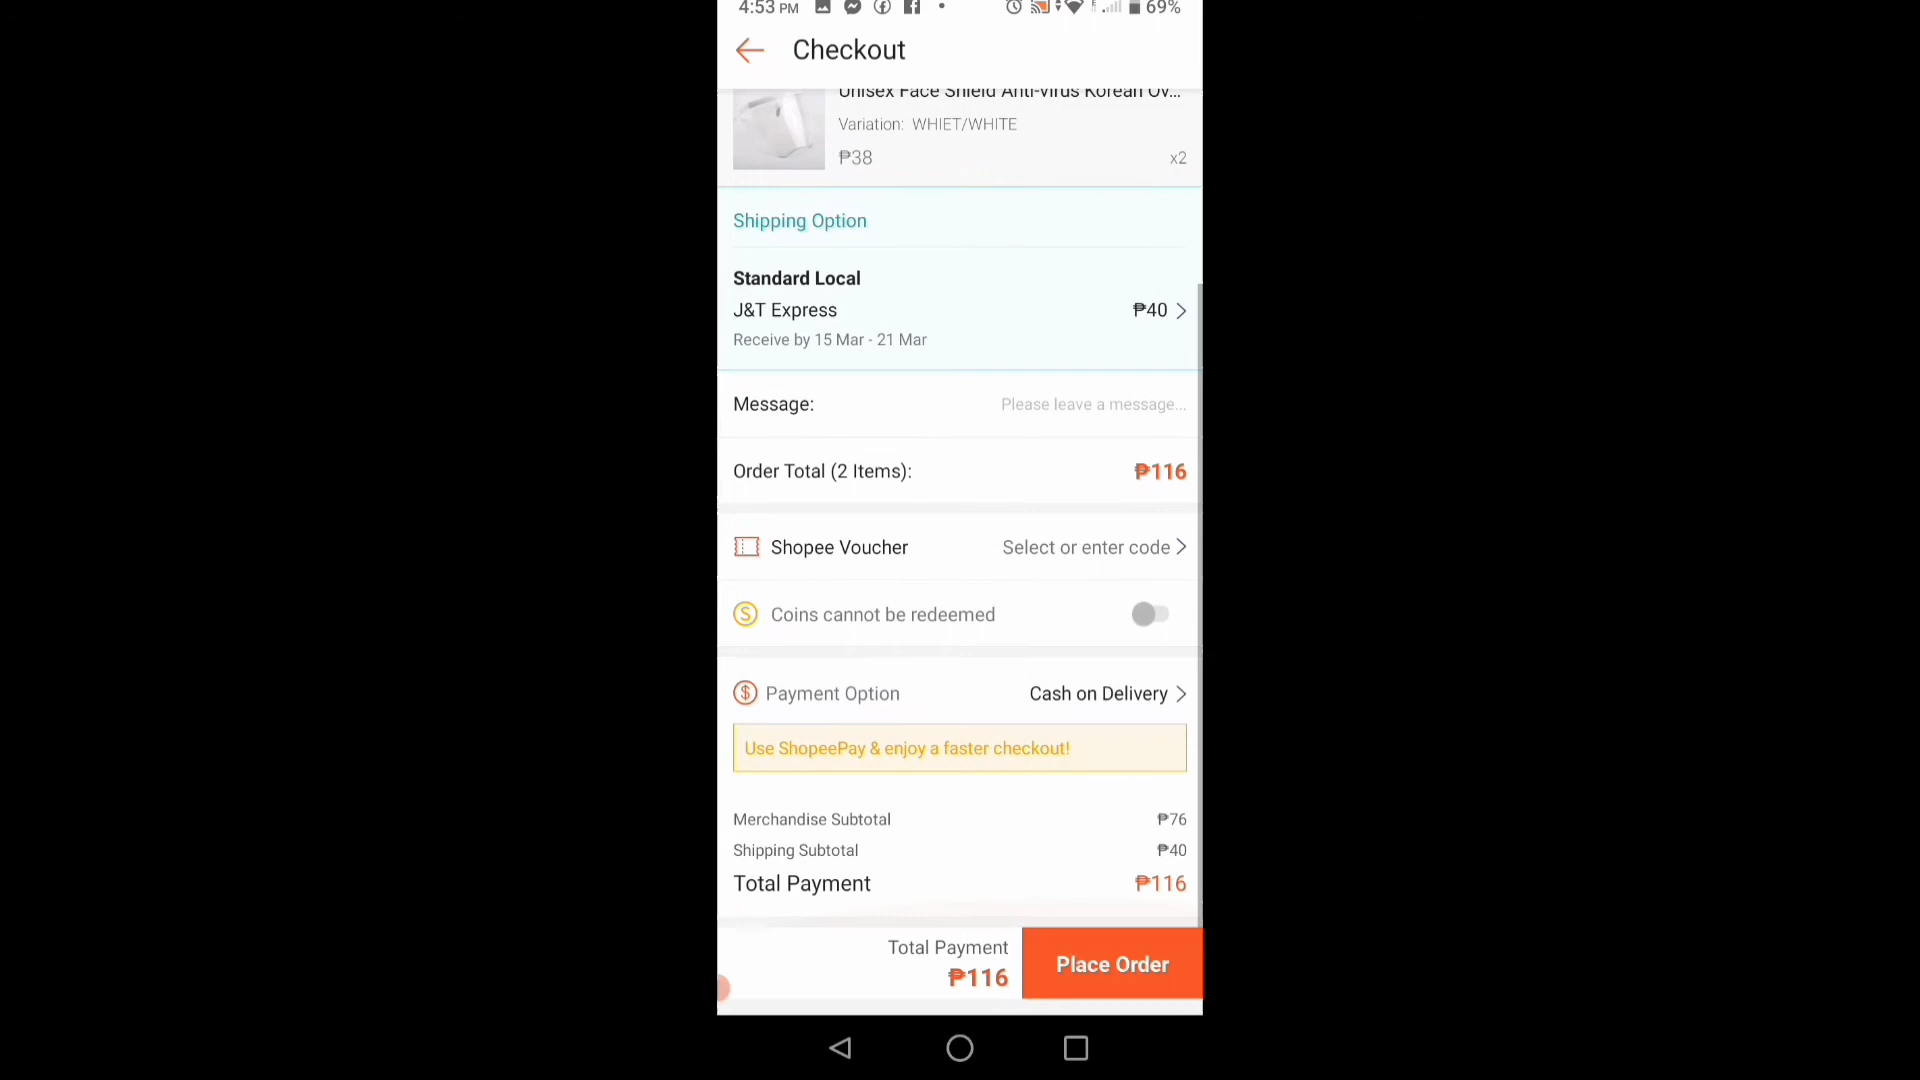 4:53 PM 69%
Checkout
Unisex Face Shield Anti-Virus Korean Ov...
Variation: WHIET/WHITE
₱38 x2
Shipping Option
Standard Local
J&T Express ₱40
Receive by 15 Mar - 21 Mar
Message: Please leave a message...
Order Total (2 Items): ₱116
Shopee Voucher Select or enter code
Coins cannot be redeemed
Payment Option Cash on Delivery
Use ShopeePay & enjoy a faster checkout!
Merchandise Subtotal ₱76
Shipping Subtotal ₱40
Total Payment ₱116
Total Payment
₱116
Place Order